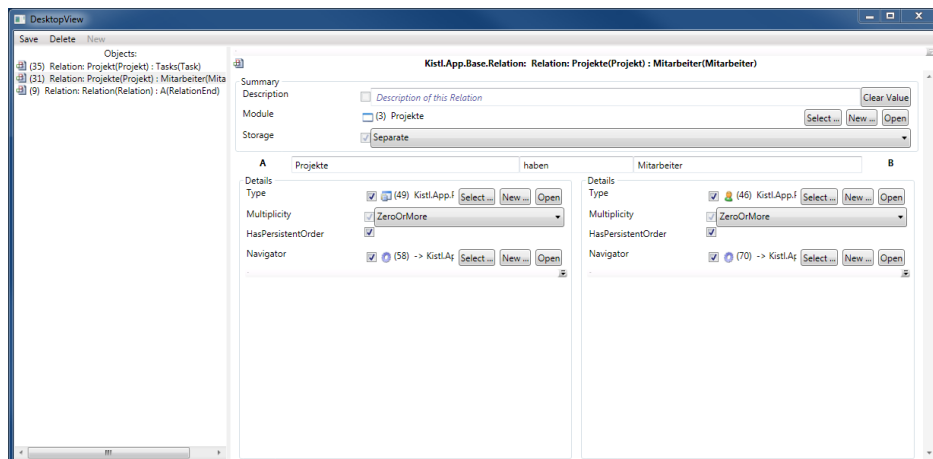 DesktopView
Save Delete New
Objects:
(35) Relation: Projekt(Projekt) : Tasks(Task)
(31) Relation: Projekte(Projekt) : Mitarbeiter(Mita
(9) Relation: Relation(Relation) : A(RelationEnd)
Kistl.App.Base.Relation: Relation: Projekte(Projekt) : Mitarbeiter(Mitarbeiter)
Summary
Description Description of this Relation Clear Value
Module (3) Projekte Select ... New ... Open
Storage Separate
A Projekte haben Mitarbeiter B
Details
Type (49) Kistl.App.F Select ... New ... Open
Multiplicity ZeroOrMore
HasPersistentOrder
Navigator (58) -> Kistl.Ap Select ... New ... Open
Details
Type (46) Kistl.App.F Select ... New ... Open
Multiplicity ZeroOrMore
HasPersistentOrder
Navigator (70) -> Kistl.Ap Select ... New ... Open